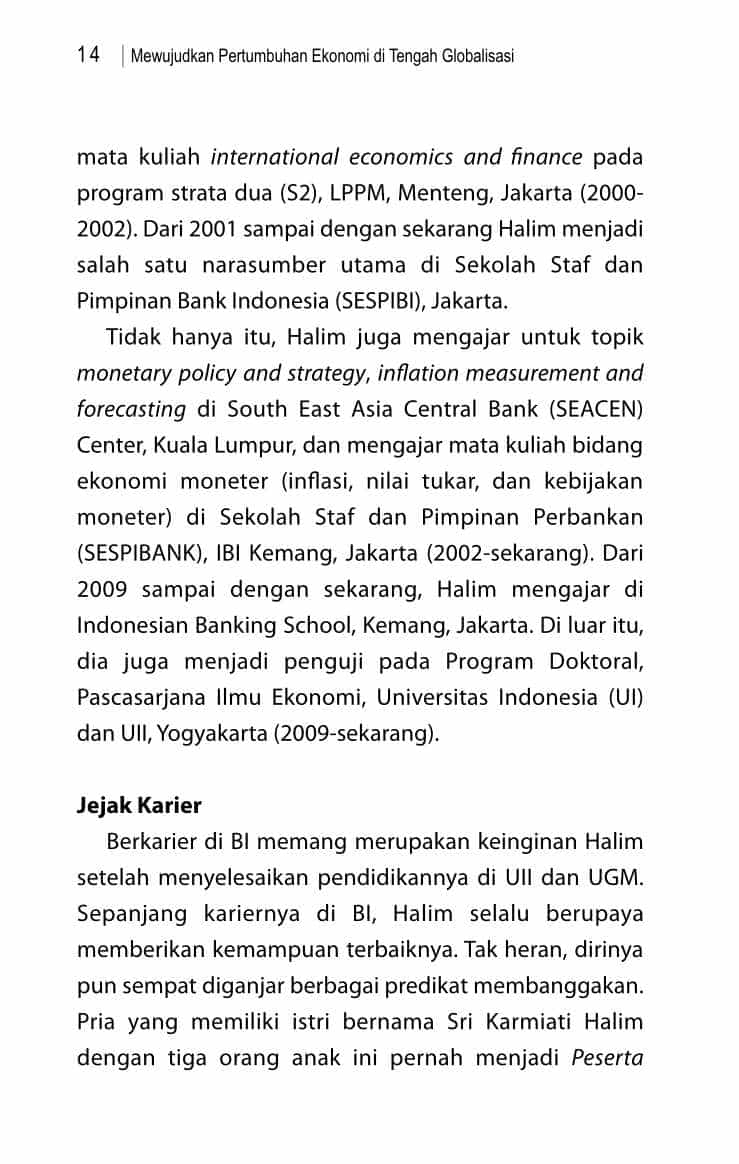 14 | Mewujudkan Pertumbuhan Ekonomi di Tengah Globalisasi
mata kuliah international economics and finance pada
program strata dua (S2), LPPM, Menteng, Jakarta (2000-
2002). Dari 2001 sampai dengan sekarang Halim menjadi
salah satu narasumber utama di Sekolah Staf dan
Pimpinan Bank Indonesia (SESPIBI), Jakarta.
Tidak hanya itu, Halim juga mengajar untuk topik
monetary policy and strategy, inflation measurement and
forecasting di South East Asia Central Bank (SEACEN)
Center, Kuala Lumpur, dan mengajar mata kuliah bidang
ekonomi moneter (inflasi, nilai tukar, dan kebijakan
moneter) di Sekolah Staf dan Pimpinan Perbankan
(SESPIBANK), IBI Kemang, Jakarta (2002-sekarang). Dari
2009 sampai dengan sekarang, Halim mengajar di
Indonesian Banking School, Kemang, Jakarta. Di luar itu,
dia juga menjadi penguji pada Program Doktoral,
Pascasarjana Ilmu Ekonomi, Universitas Indonesia (UI)
dan UII, Yogyakarta (2009-sekarang).
Jejak Karier
Berkarier di BI memang merupakan keinginan Halim
setelah menyelesaikan pendidikannya di UII dan UGM.
Sepanjang kariernya di BI, Halim selalu berupaya
memberikan kemampuan terbaiknya. Tak heran, dirinya
pun sempat diganjar berbagai predikat membanggakan.
Pria yang memiliki istri bernama Sri Karmiati Halim
dengan tiga orang anak ini pernah menjadi Peserta